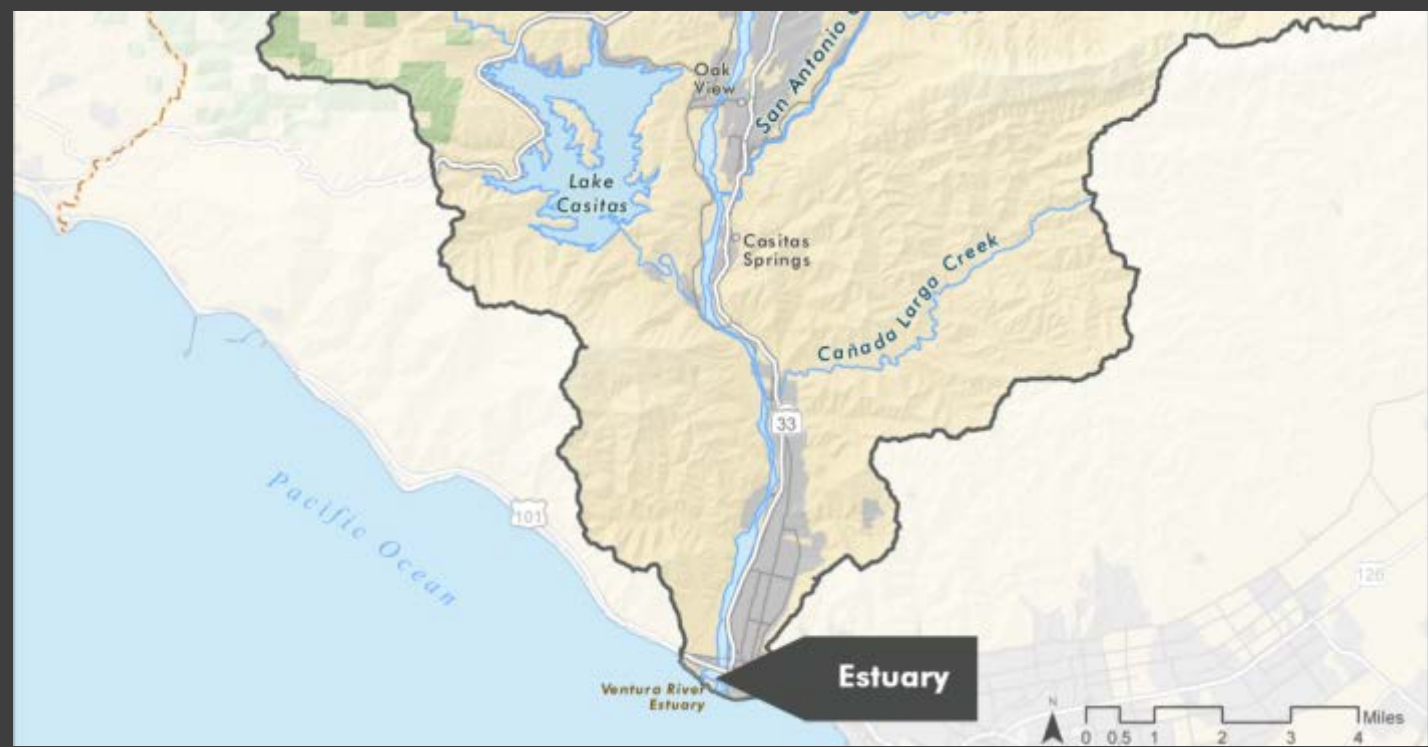 Oak
View
San Antonio
Lake
Casitas
Casitas
Springs
Cañada Larga Creek
33
Pacific Ocean
101
126
Ventura River
Estuary
Estuary
N
Miles
0 0.5 1 2 3 4